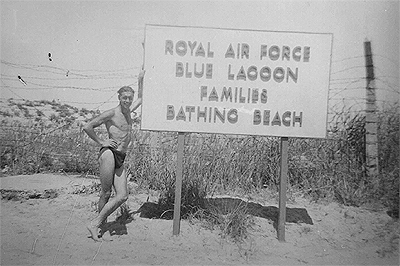 ROYAL AIR FORCE
BLUE LAGOON
FAMILIES
BATHING BEACH